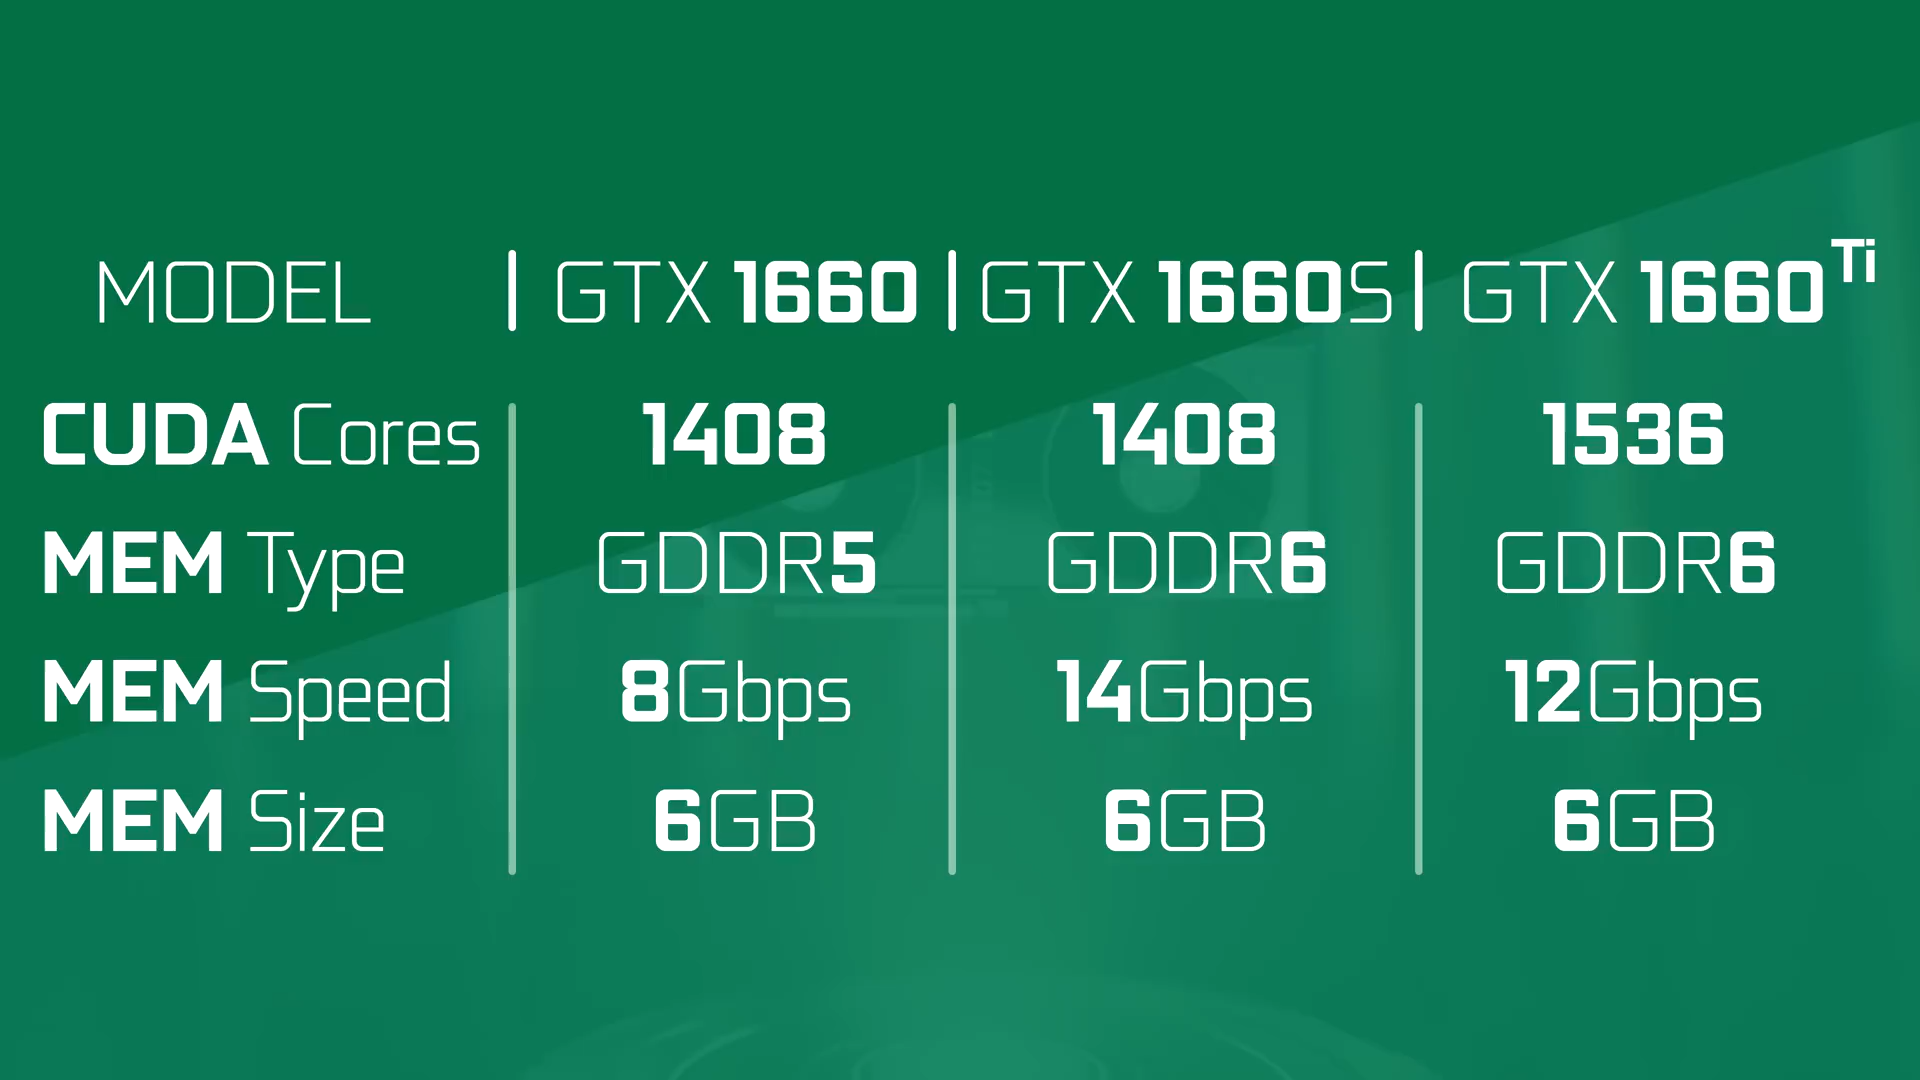 MODEL | GTX 1660 | GTX 1660S | GTX 1660Ti
CUDA Cores 1408 1408 1536
MEM Type GDDR5 GDDR6 GDDR6
MEM Speed 8Gbps 14Gbps 12Gbps
MEM Size 6GB 6GB 6GB